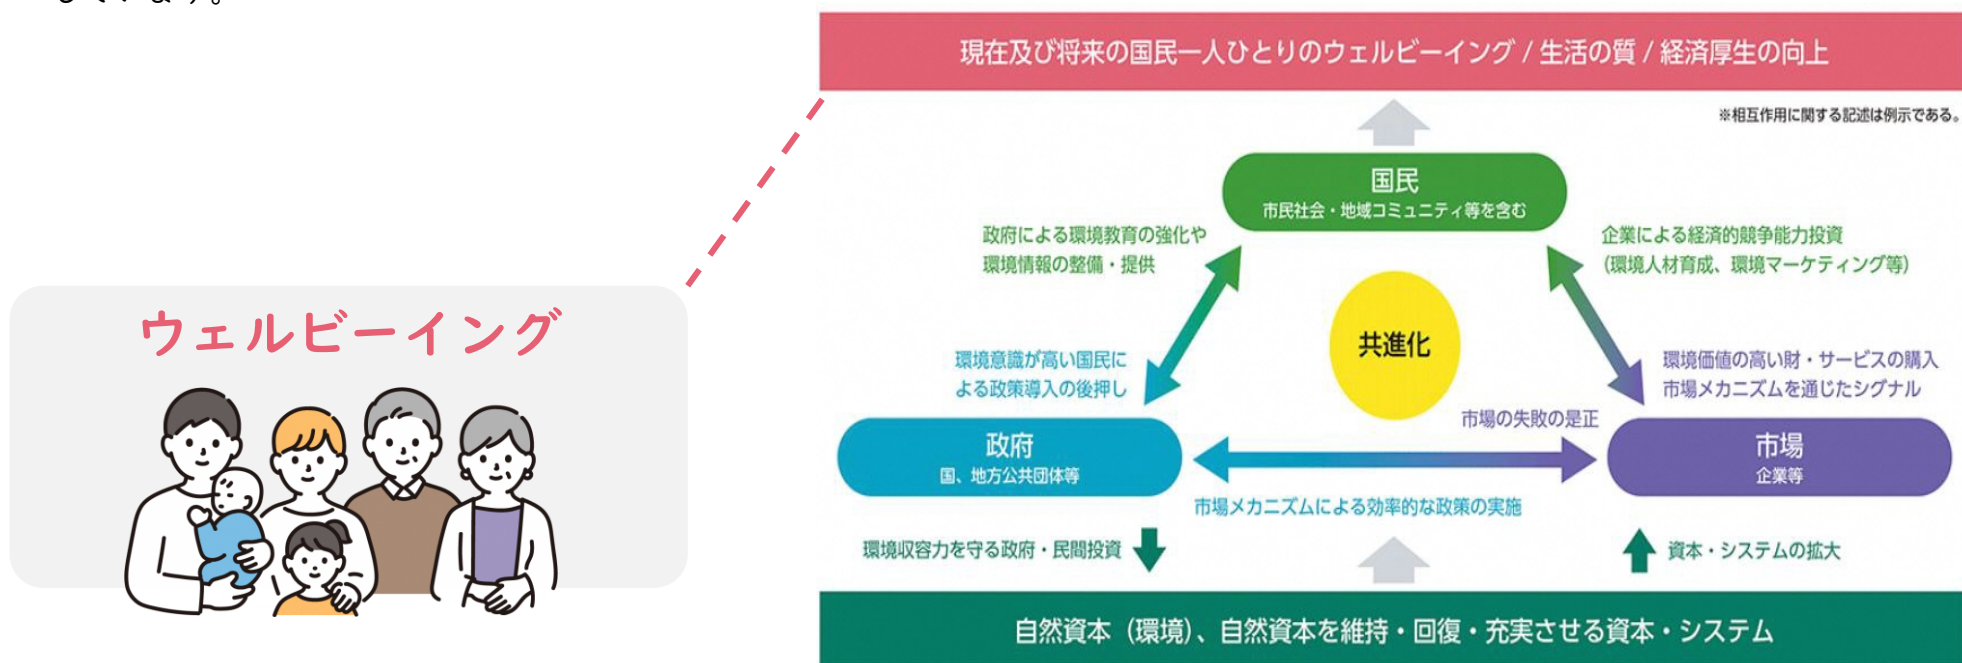 しています。
ウェルビーイング
現在及び将来の国民一人ひとりのウェルビーイング / 生活の質 / 経済厚生の向上
※相互作用に関する記述は例示である。
国民
市民社会・地域コミュニティ等を含む
政府による環境教育の強化や
環境情報の整備・提供
企業による経済的競争能力投資
(環境人材育成、環境マーケティング等)
共進化
環境意識が高い国民に
よる政策導入の後押し
環境価値の高い財・サービスの購入
市場メカニズムを通じたシグナル
市場の失敗の是正
政府
国、地方公共団体等
市場
企業等
市場メカニズムによる効率的な政策の実施
環境収容力を守る政府・民間投資
資本・システムの拡大
自然資本（環境）、自然資本を維持・回復・充実させる資本・システム